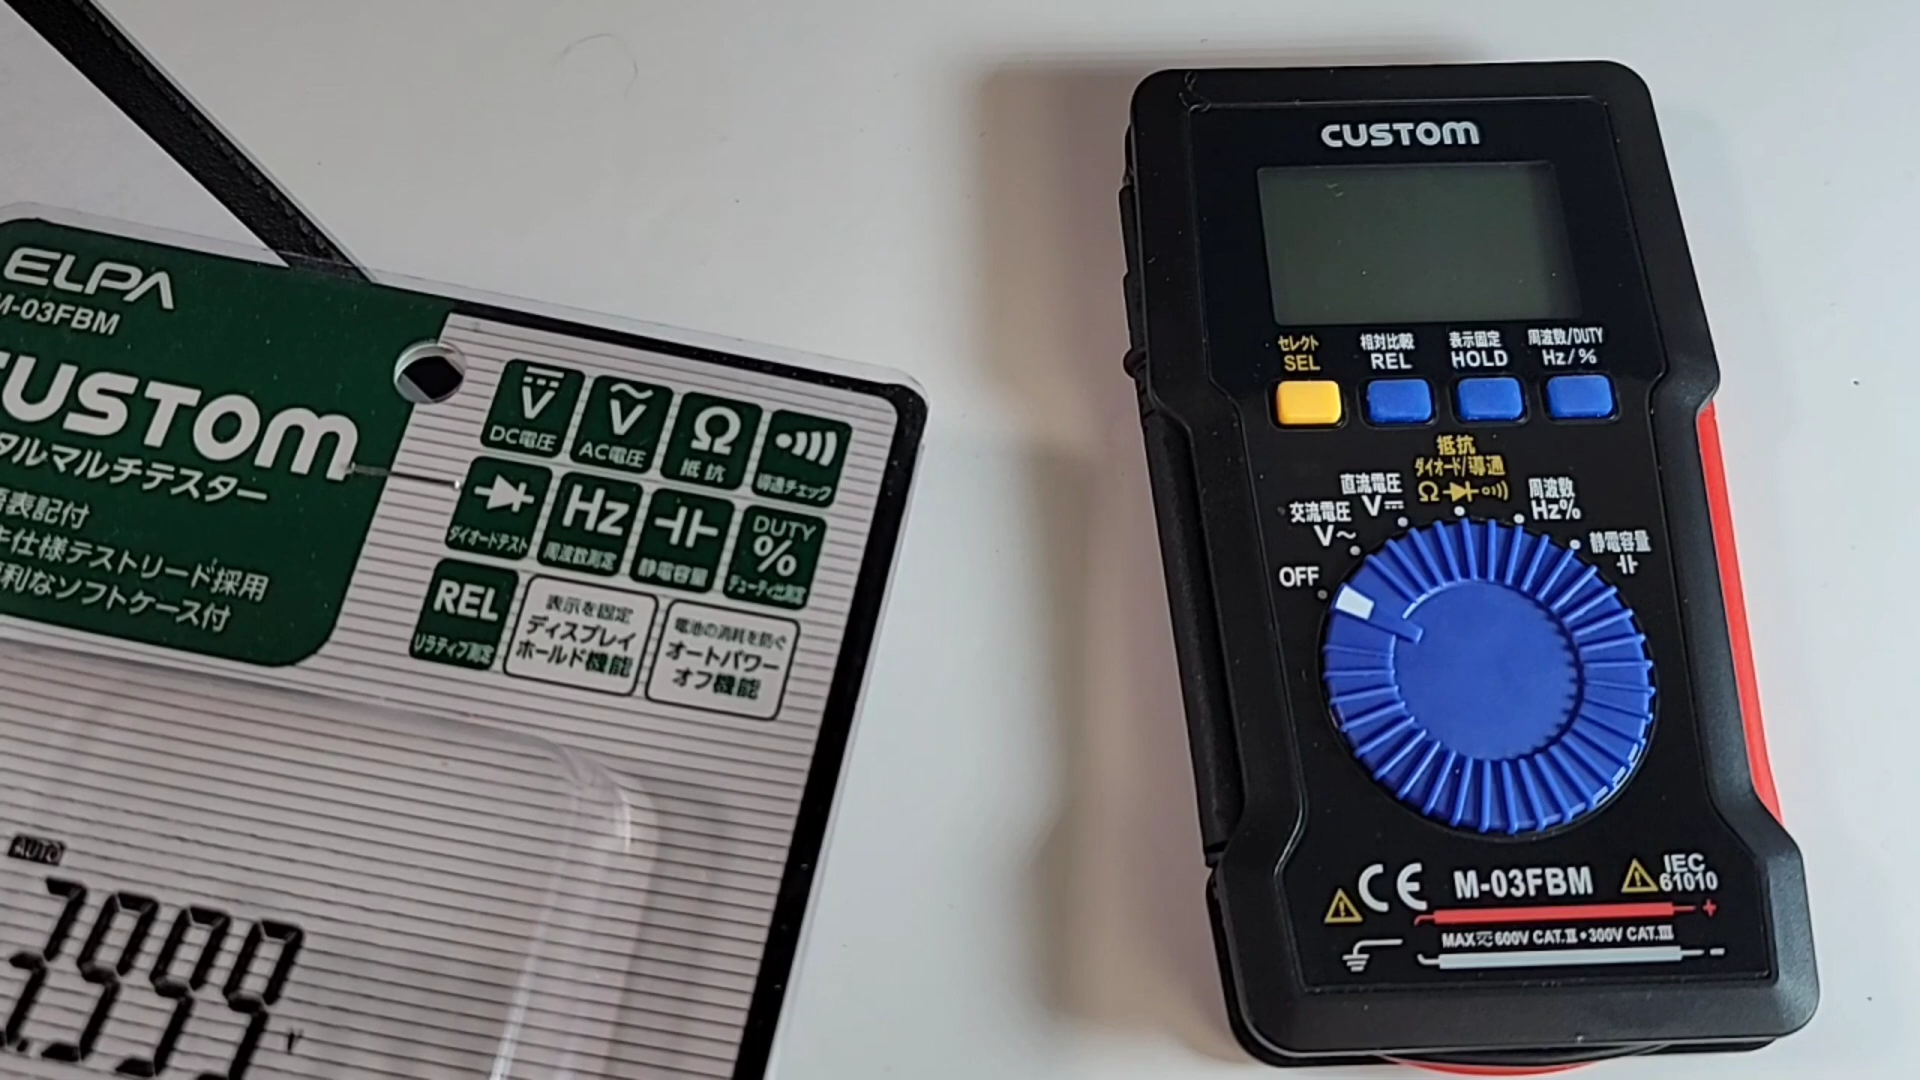 ELPA
M-03FBM
CUSTOM
タルマルチテスター
表記付
仕様テストリード採用
利なソフトケース付
V
DC電圧
V
AC電圧
Ω
抵抗
導通チェック
ダイオードテスト
Hz
周波数測定
静電容量
DUTY
%
デューティ比測定
REL
リラティブ測定
表示を固定
ディスプレイ
ホールド機能
電池の消耗を防ぐ
オートパワー
オフ機能
AUTO
V
CUSTOM
セレクト
SEL
相対比較
REL
表示固定
HOLD
周波数/DUTY
Hz/%
抵抗
ダイオード/導通
Ω
直流電圧
V⎓
周波数
Hz%
交流電圧
V～
静電容量
OFF
CE
M-03FBM
IEC
61010
+
MAX⎓600V CAT.Ⅱ•300V CAT.Ⅲ
−